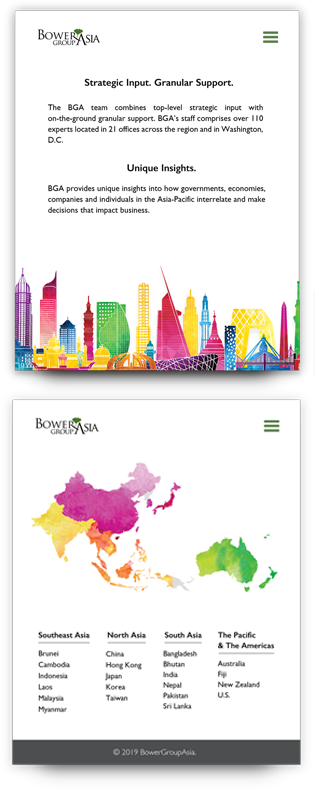 BOWER
GROUP ASIA
Strategic Input. Granular Support.
The BGA team combines top-level strategic input with
on-the-ground granular support. BGA's staff comprises over 110
experts located in 21 offices across the region and in Washington,
D.C.
Unique Insights.
BGA provides unique insights into how governments, economies,
companies and individuals in the Asia-Pacific interrelate and make
decisions that impact business.
BOWER
GROUP ASIA
Southeast Asia
Brunei
Cambodia
Indonesia
Laos
Malaysia
Myanmar
North Asia
China
Hong Kong
Japan
Korea
Taiwan
South Asia
Bangladesh
Bhutan
India
Nepal
Pakistan
Sri Lanka
The Pacific
& The Americas
Australia
Fiji
New Zealand
U.S.
© 2019 BowerGroupAsia.